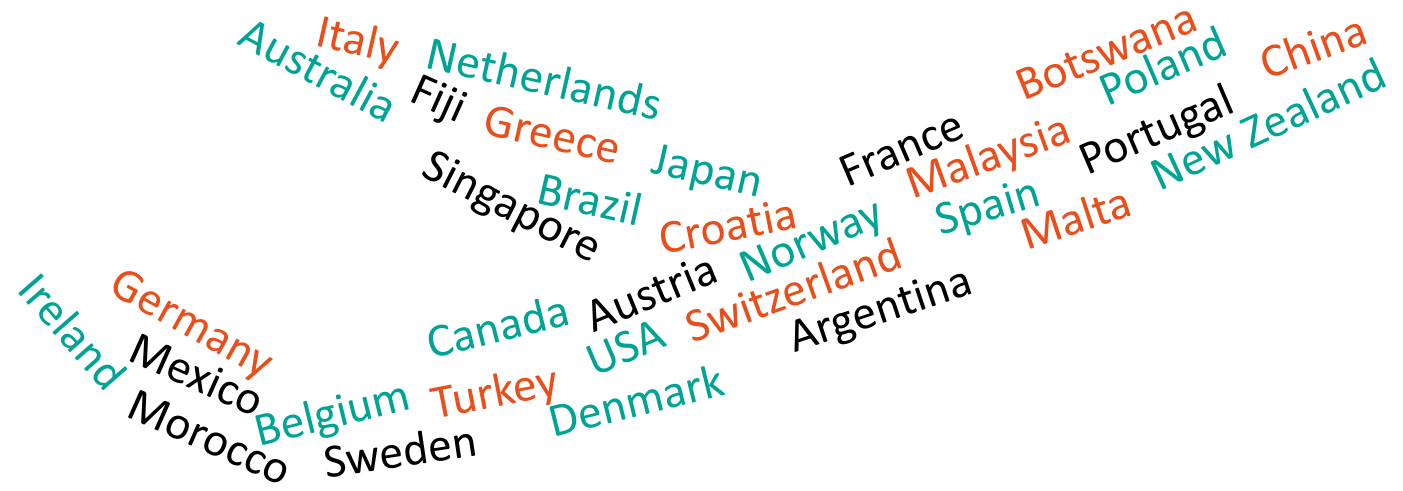 Italy
Australia
Netherlands
Fiji
Greece
Japan
Singapore
Brazil
Botswana
Poland
China
France
Malaysia
Portugal
New Zealand
Croatia
Norway
Spain
Malta
Germany
Ireland
Mexico
Morocco
Canada
Austria
USA
Switzerland
Argentina
Belgium
Turkey
Denmark
Sweden